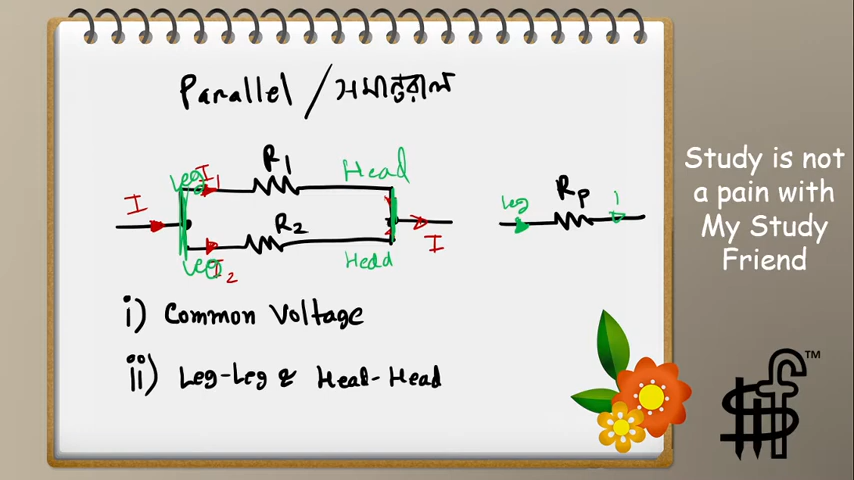 Parallel / সমান্তরাল
R1
Head
Leg
I1
I
R2
Leg
I2
Head
I
Leg
Rp
i) Common Voltage
ii) Leg-Leg & Head-Head
Study is not
a pain with
My Study
Friend
TM